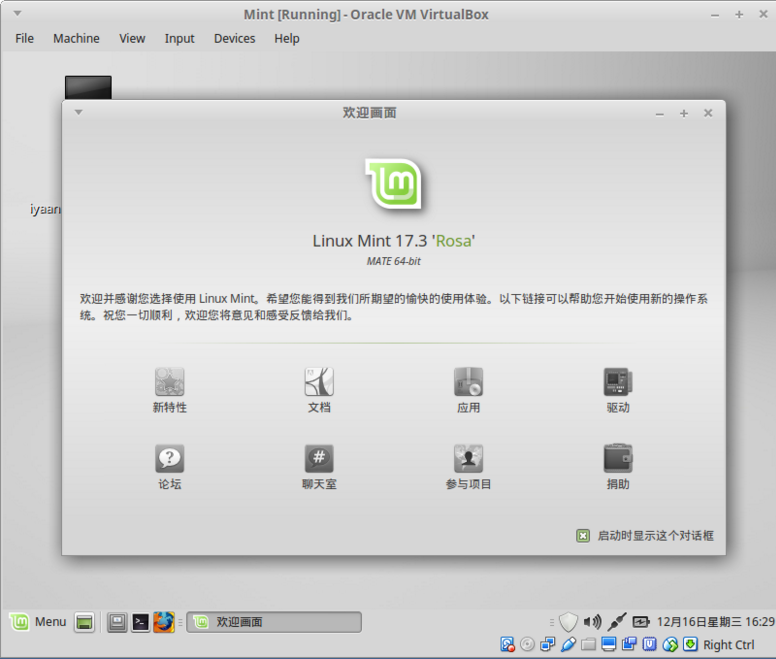 Mint [Running] - Oracle VM VirtualBox
File Machine View Input Devices Help
欢迎画面
iyaan
Linux Mint 17.3 'Rosa'
MATE 64-bit
欢迎并感谢您选择使用 Linux Mint。希望您能得到我们所期望的愉快的使用体验。以下链接可以帮助您开始使用新的操作系
统。祝您一切顺利，欢迎您将意见和感受反馈给我们。
新特性 文档 应用 驱动
论坛 聊天室 参与项目 捐助
启动时显示这个对话框
Menu 欢迎画面 12月16日星期三 16:29
Right Ctrl